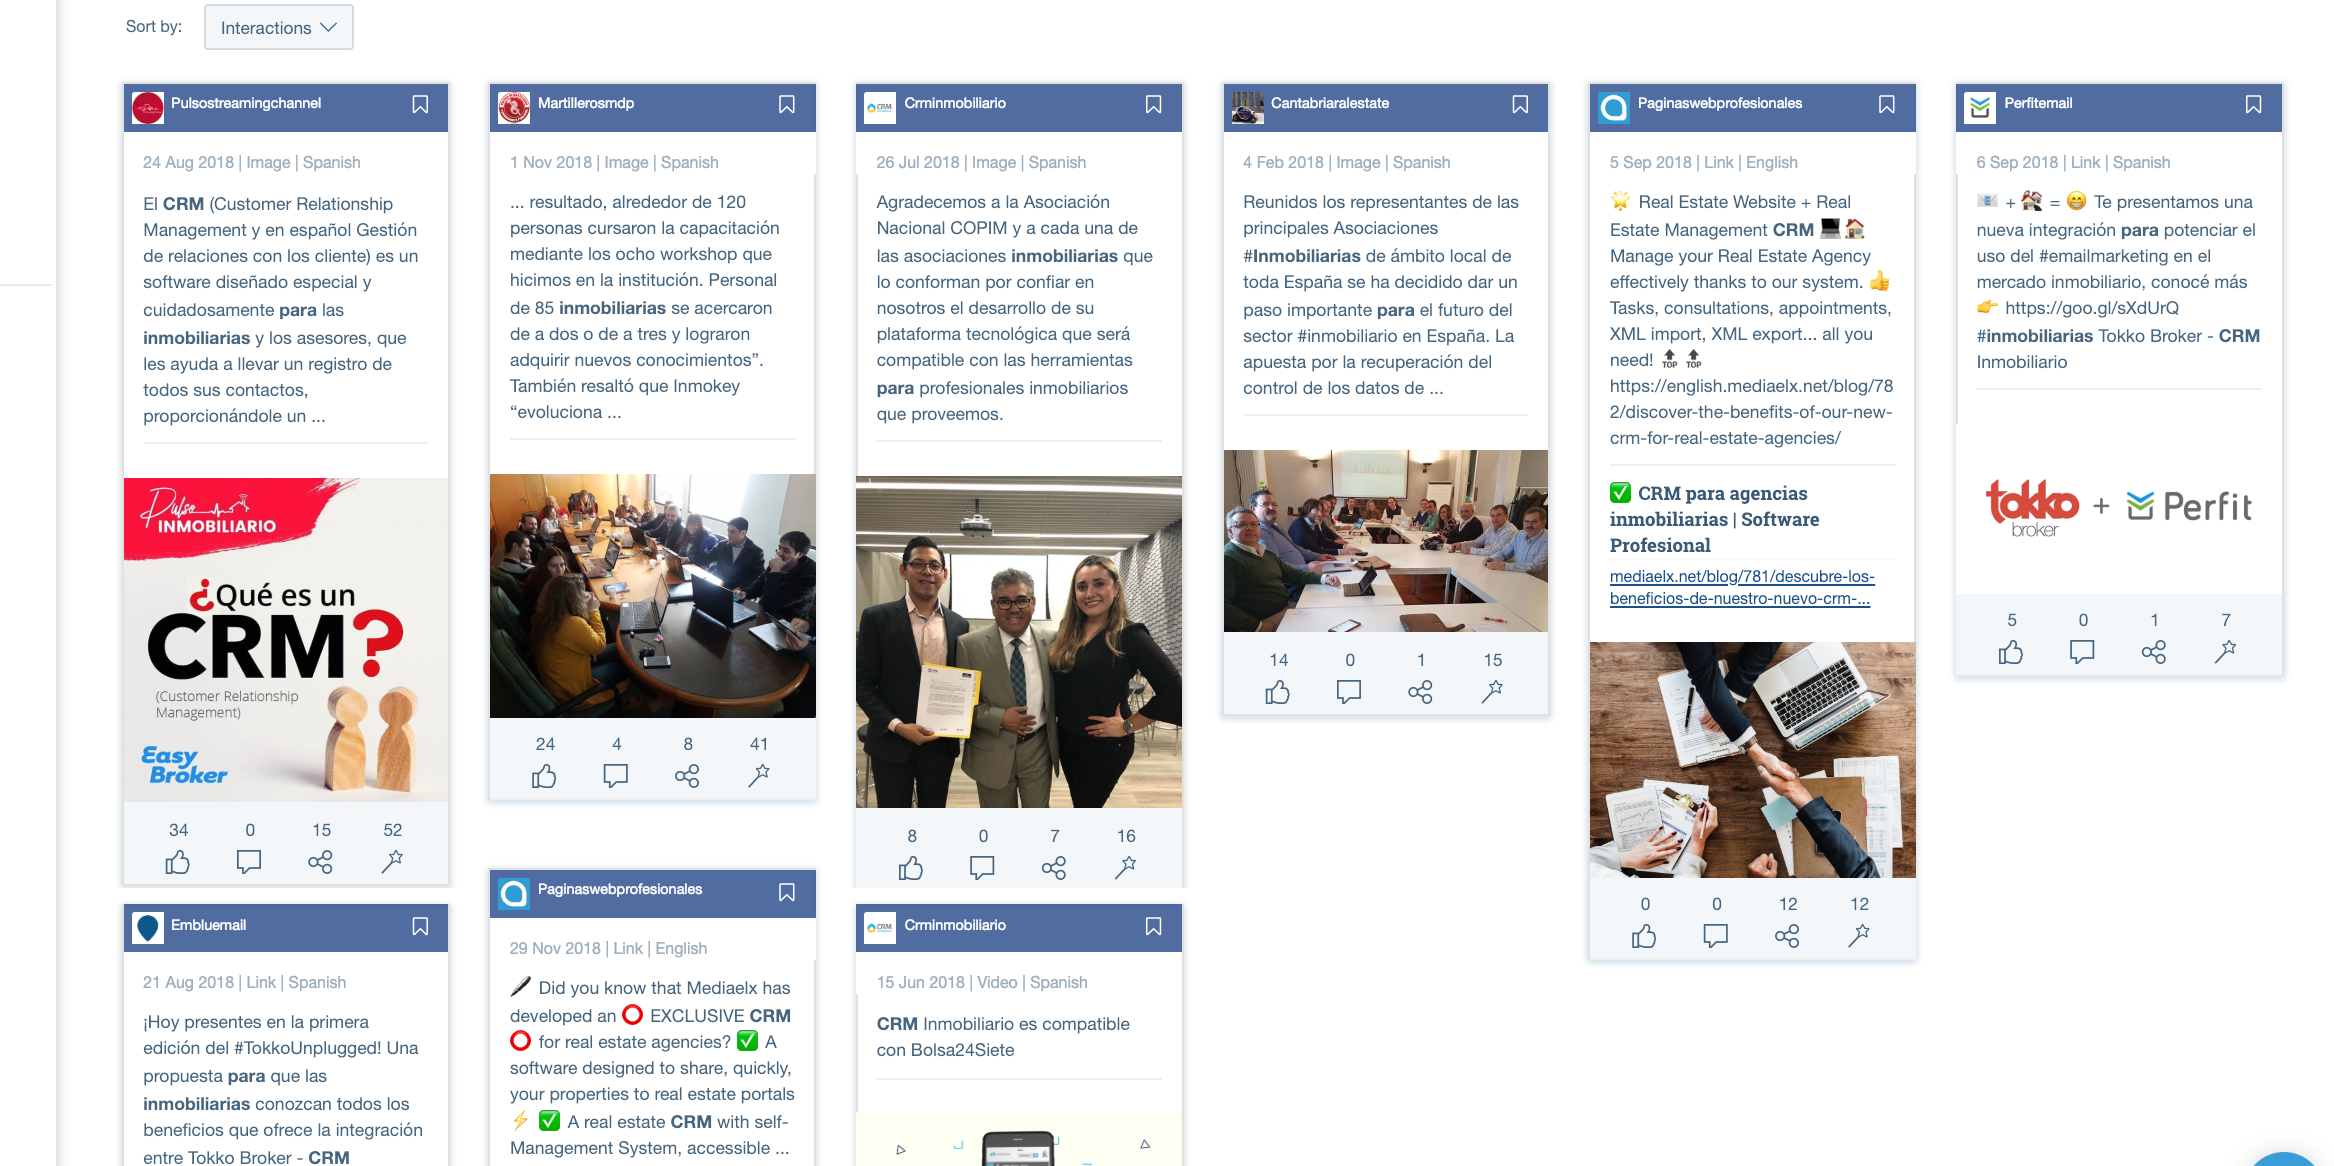 Sort by:
Interactions
Pulsostreamingchannel
24 Aug 2018 | Image | Spanish
El CRM (Customer Relationship
Management y en español Gestión
de relaciones con los cliente) es un
software diseñado especial y
cuidadosamente para las
inmobiliarias y los asesores, que
les ayuda a llevar un registro de
todos sus contactos,
proporcionándole un ...
Pulso
INMOBILIARIO
¿Qué es un
CRM?
(Customer Relationship
Management)
Easy
Broker
34 0 15 52
Embluemail
21 Aug 2018 | Link | Spanish
¡Hoy presentes en la primera
edición del #TokkoUnplugged! Una
propuesta para que las
inmobiliarias conozcan todos los
beneficios que ofrece la integración
entre Tokko Broker - CRM
Martillerosmdp
1 Nov 2018 | Image | Spanish
... resultado, alrededor de 120
personas cursaron la capacitación
mediante los ocho workshop que
hicimos en la institución. Personal
de 85 inmobiliarias se acercaron
de a dos o de a tres y lograron
adquirir nuevos conocimientos”.
También resaltó que Inmokey
“evoluciona ...
24 4 8 41
Paginaswebprofesionales
29 Nov 2018 | Link | English
Did you know that Mediaelx has
developed an ⭕ EXCLUSIVE CRM
⭕ for real estate agencies? ✅ A
software designed to share, quickly,
your properties to real estate portals
⚡ ✅ A real estate CRM with self-
Management System, accessible ...
Crminmobiliario
26 Jul 2018 | Image | Spanish
Agradecemos a la Asociación
Nacional COPIM y a cada una de
las asociaciones inmobiliarias que
lo conforman por confiar en
nosotros el desarrollo de su
plataforma tecnológica que será
compatible con las herramientas
para profesionales inmobiliarios
que proveemos.
8 0 7 16
Crminmobiliario
15 Jun 2018 | Video | Spanish
CRM Inmobiliario es compatible
con Bolsa24Siete
Cantabriaralestate
4 Feb 2018 | Image | Spanish
Reunidos los representantes de las
principales Asociaciones
#Inmobiliarias de ámbito local de
toda España se ha decidido dar un
paso importante para el futuro del
sector #inmobiliario en España. La
apuesta por la recuperación del
control de los datos de ...
14 0 1 15
Paginaswebprofesionales
5 Sep 2018 | Link | English
🌟 Real Estate Website + Real
Estate Management CRM 💻🏠
Manage your Real Estate Agency
effectively thanks to our system. 👍
Tasks, consultations, appointments,
XML import, XML export... all you
need! 🔝 🔝
https://english.mediaelx.net/blog/78
2/discover-the-benefits-of-our-new-
crm-for-real-estate-agencies/
✅ CRM para agencias
inmobiliarias | Software
Profesional
mediaelx.net/blog/781/descubre-los-
beneficios-de-nuestro-nuevo-crm-...
0 0 12 12
Perfitemail
6 Sep 2018 | Link | Spanish
📧 + 🏘 = 😁 Te presentamos una
nueva integración para potenciar el
uso del #emailmarketing en el
mercado inmobiliario, conocé más
👉 https://goo.gl/sXdUrQ
#inmobiliarias Tokko Broker - CRM
Inmobiliario
tokko
broker
+
Perfit
5 0 1 7